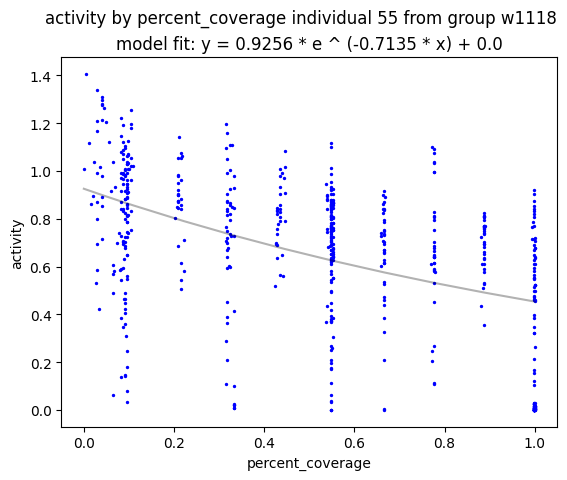 activity by percent_coverage individual 55 from group w1118
model fit: y = 0.9256 * e ^ (-0.7135 * x) + 0.0
1.4
1.2
1.0
0.8
0.6
0.4
0.2
0.0
activity
0.0 0.2 0.4 0.6 0.8 1.0
percent_coverage